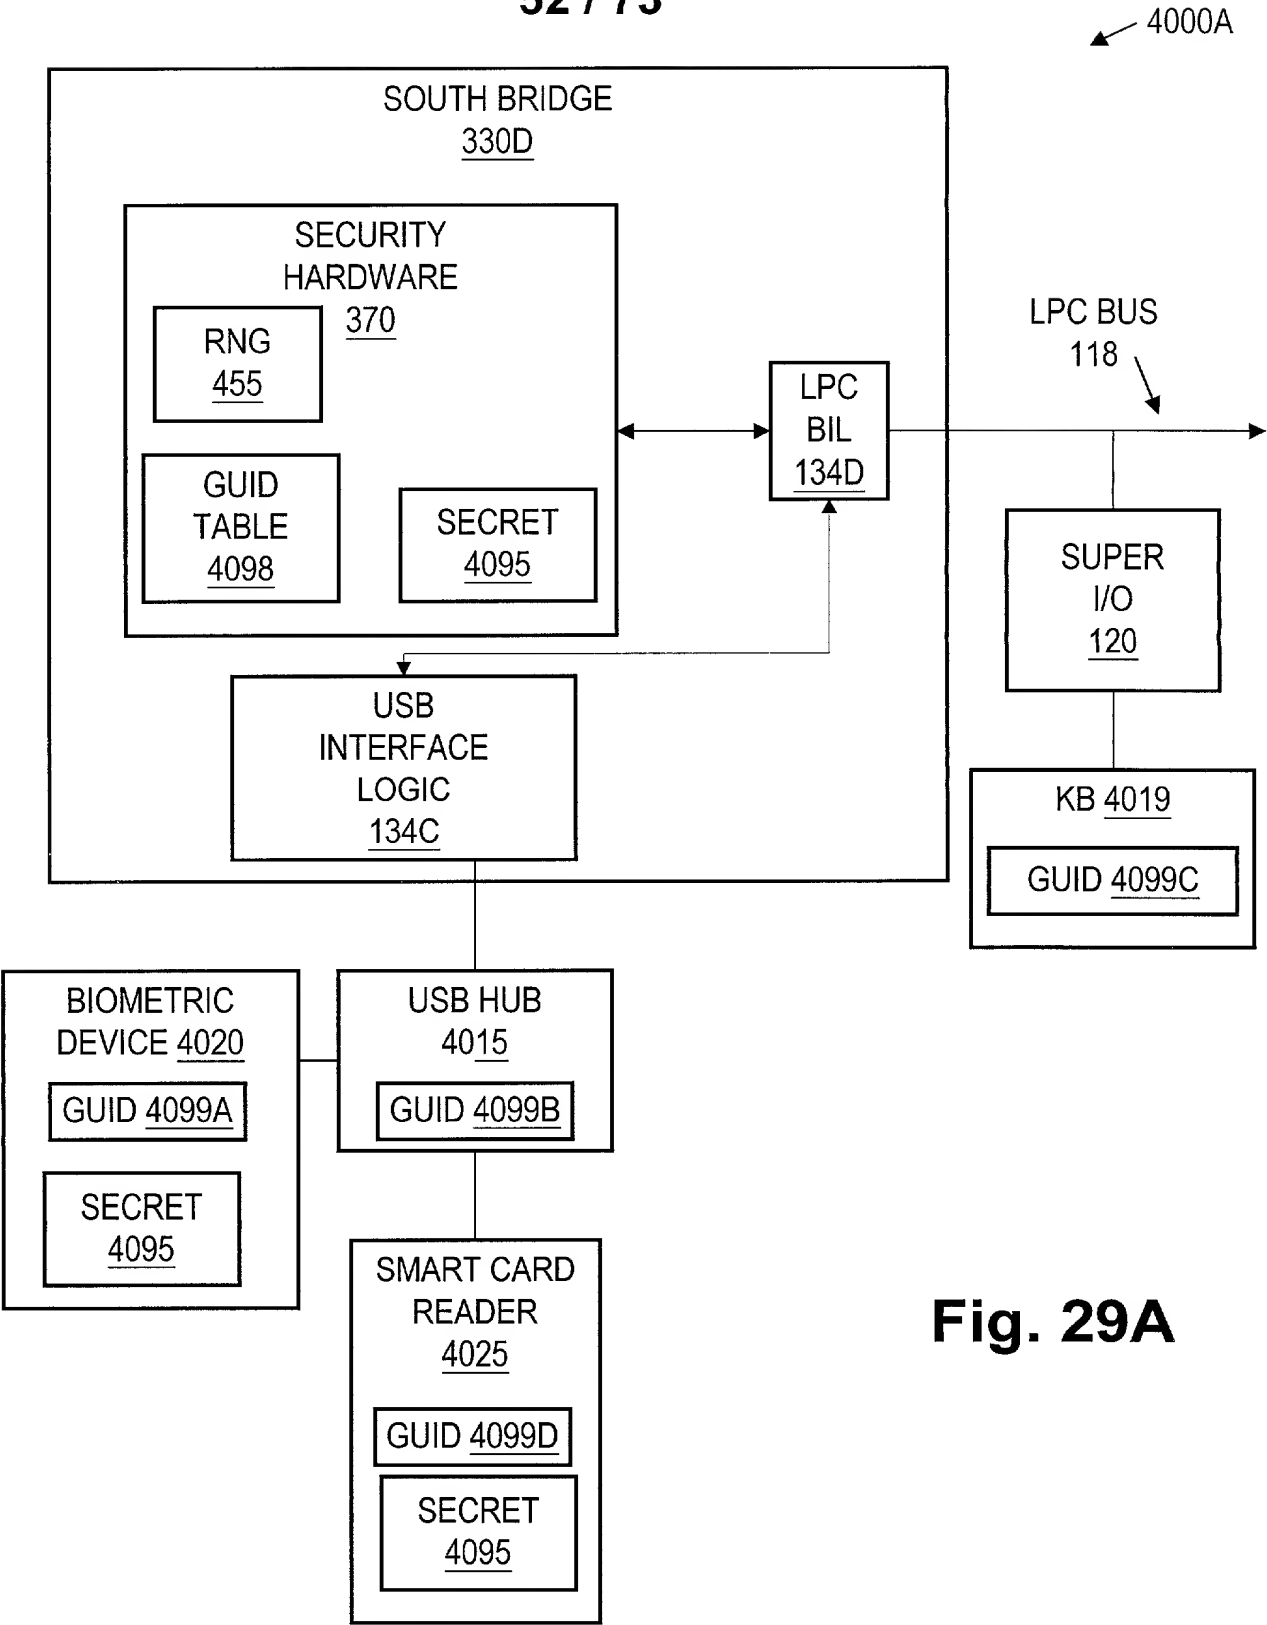 4000A
SOUTH BRIDGE
330D
SECURITY
HARDWARE
370
RNG
455
GUID
TABLE
4098
SECRET
4095
LPC
BIL
134D
LPC BUS
118
SUPER
I/O
120
USB
INTERFACE
LOGIC
134C
KB 4019
GUID 4099C
BIOMETRIC
DEVICE 4020
GUID 4099A
SECRET
4095
USB HUB
4015
GUID 4099B
SMART CARD
READER
4025
GUID 4099D
SECRET
4095
Fig. 29A